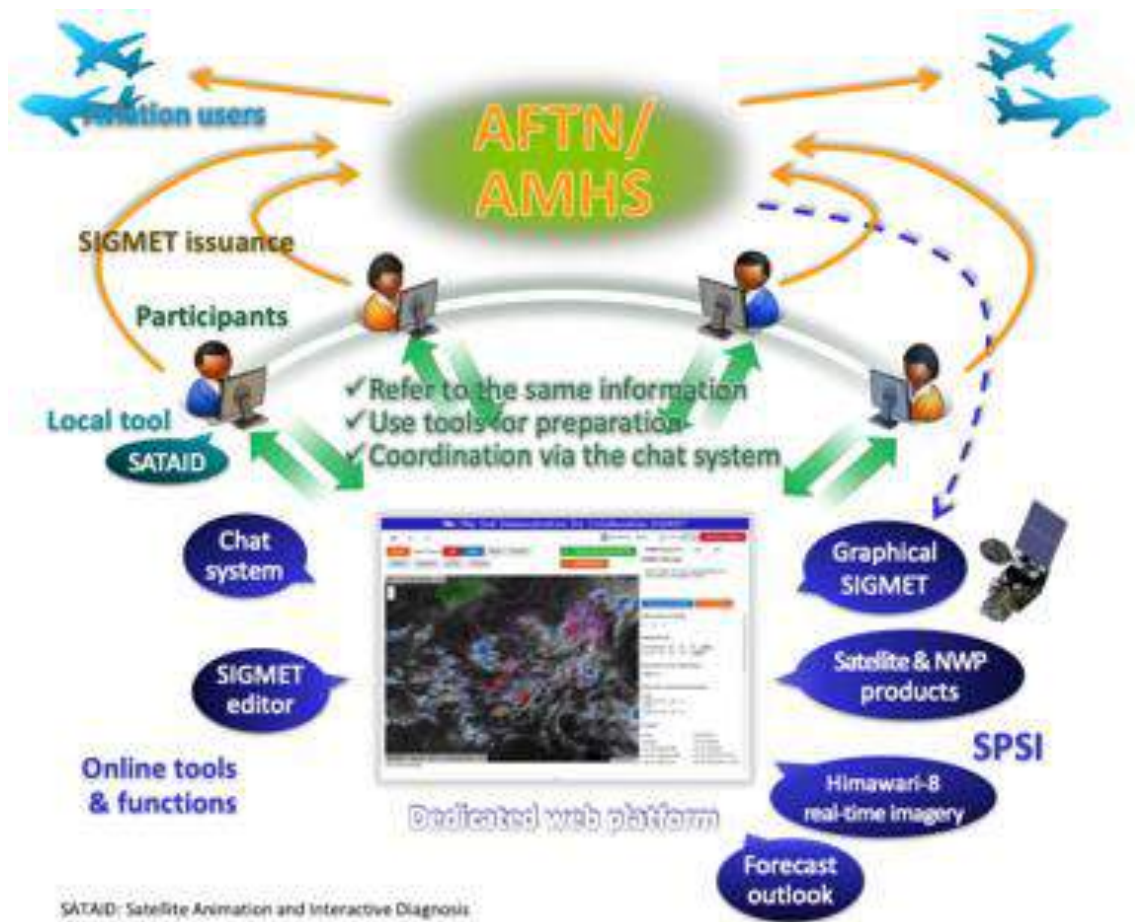 Aviation users
AFTN/
AMHS
SIGMET issuance
Participants
✓Refer to the same information
✓Use tools for preparation
✓Coordination via the chat system
Local tool
SATAID
Chat
system
Graphical
SIGMET
SIGMET
editor
Satellite & NWP
products
SPSI
Online tools
& functions
Himawari-8
real-time imagery
Dedicated web platform
Forecast
outlook
SATAID: Satellite Animation and Interactive Diagnosis